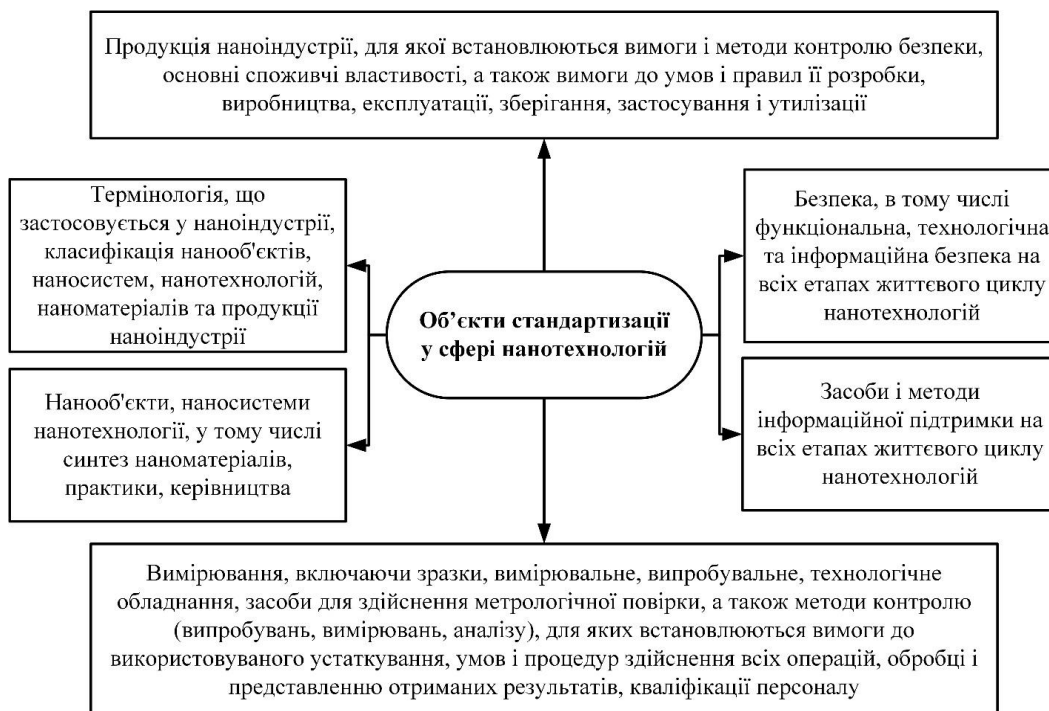 Продукція наноіндустрії, для якої встановлюються вимоги і методи контролю безпеки,
основні споживчі властивості, а також вимоги до умов і правил її розробки,
виробництва, експлуатації, зберігання, застосування і утилізації
Термінологія, що
застосовується у наноіндустрії,
класифікація нанооб'єктів,
наносистем, нанотехнологій,
наноматеріалів та продукції
наноіндустрії
Безпека, в тому числі
функціональна, технологічна
та інформаційна безпека на
всіх етапах життєвого циклу
нанотехнологій
Об’єкти стандартизації
у сфері нанотехнологій
Нанооб'єкти, наносистеми
нанотехнології, у тому числі
синтез наноматеріалів,
практики, керівництва
Засоби і методи
інформаційної підтримки на
всіх етапах життєвого циклу
нанотехнологій
Вимірювання, включаючи зразки, вимірювальне, випробувальне, технологічне
обладнання, засоби для здійснення метрологічної повірки, а також методи контролю
(випробувань, вимірювань, аналізу), для яких встановлюються вимоги до
використовуваного устаткування, умов і процедур здійснення всіх операцій, обробці і
представленню отриманих результатів, кваліфікації персоналу